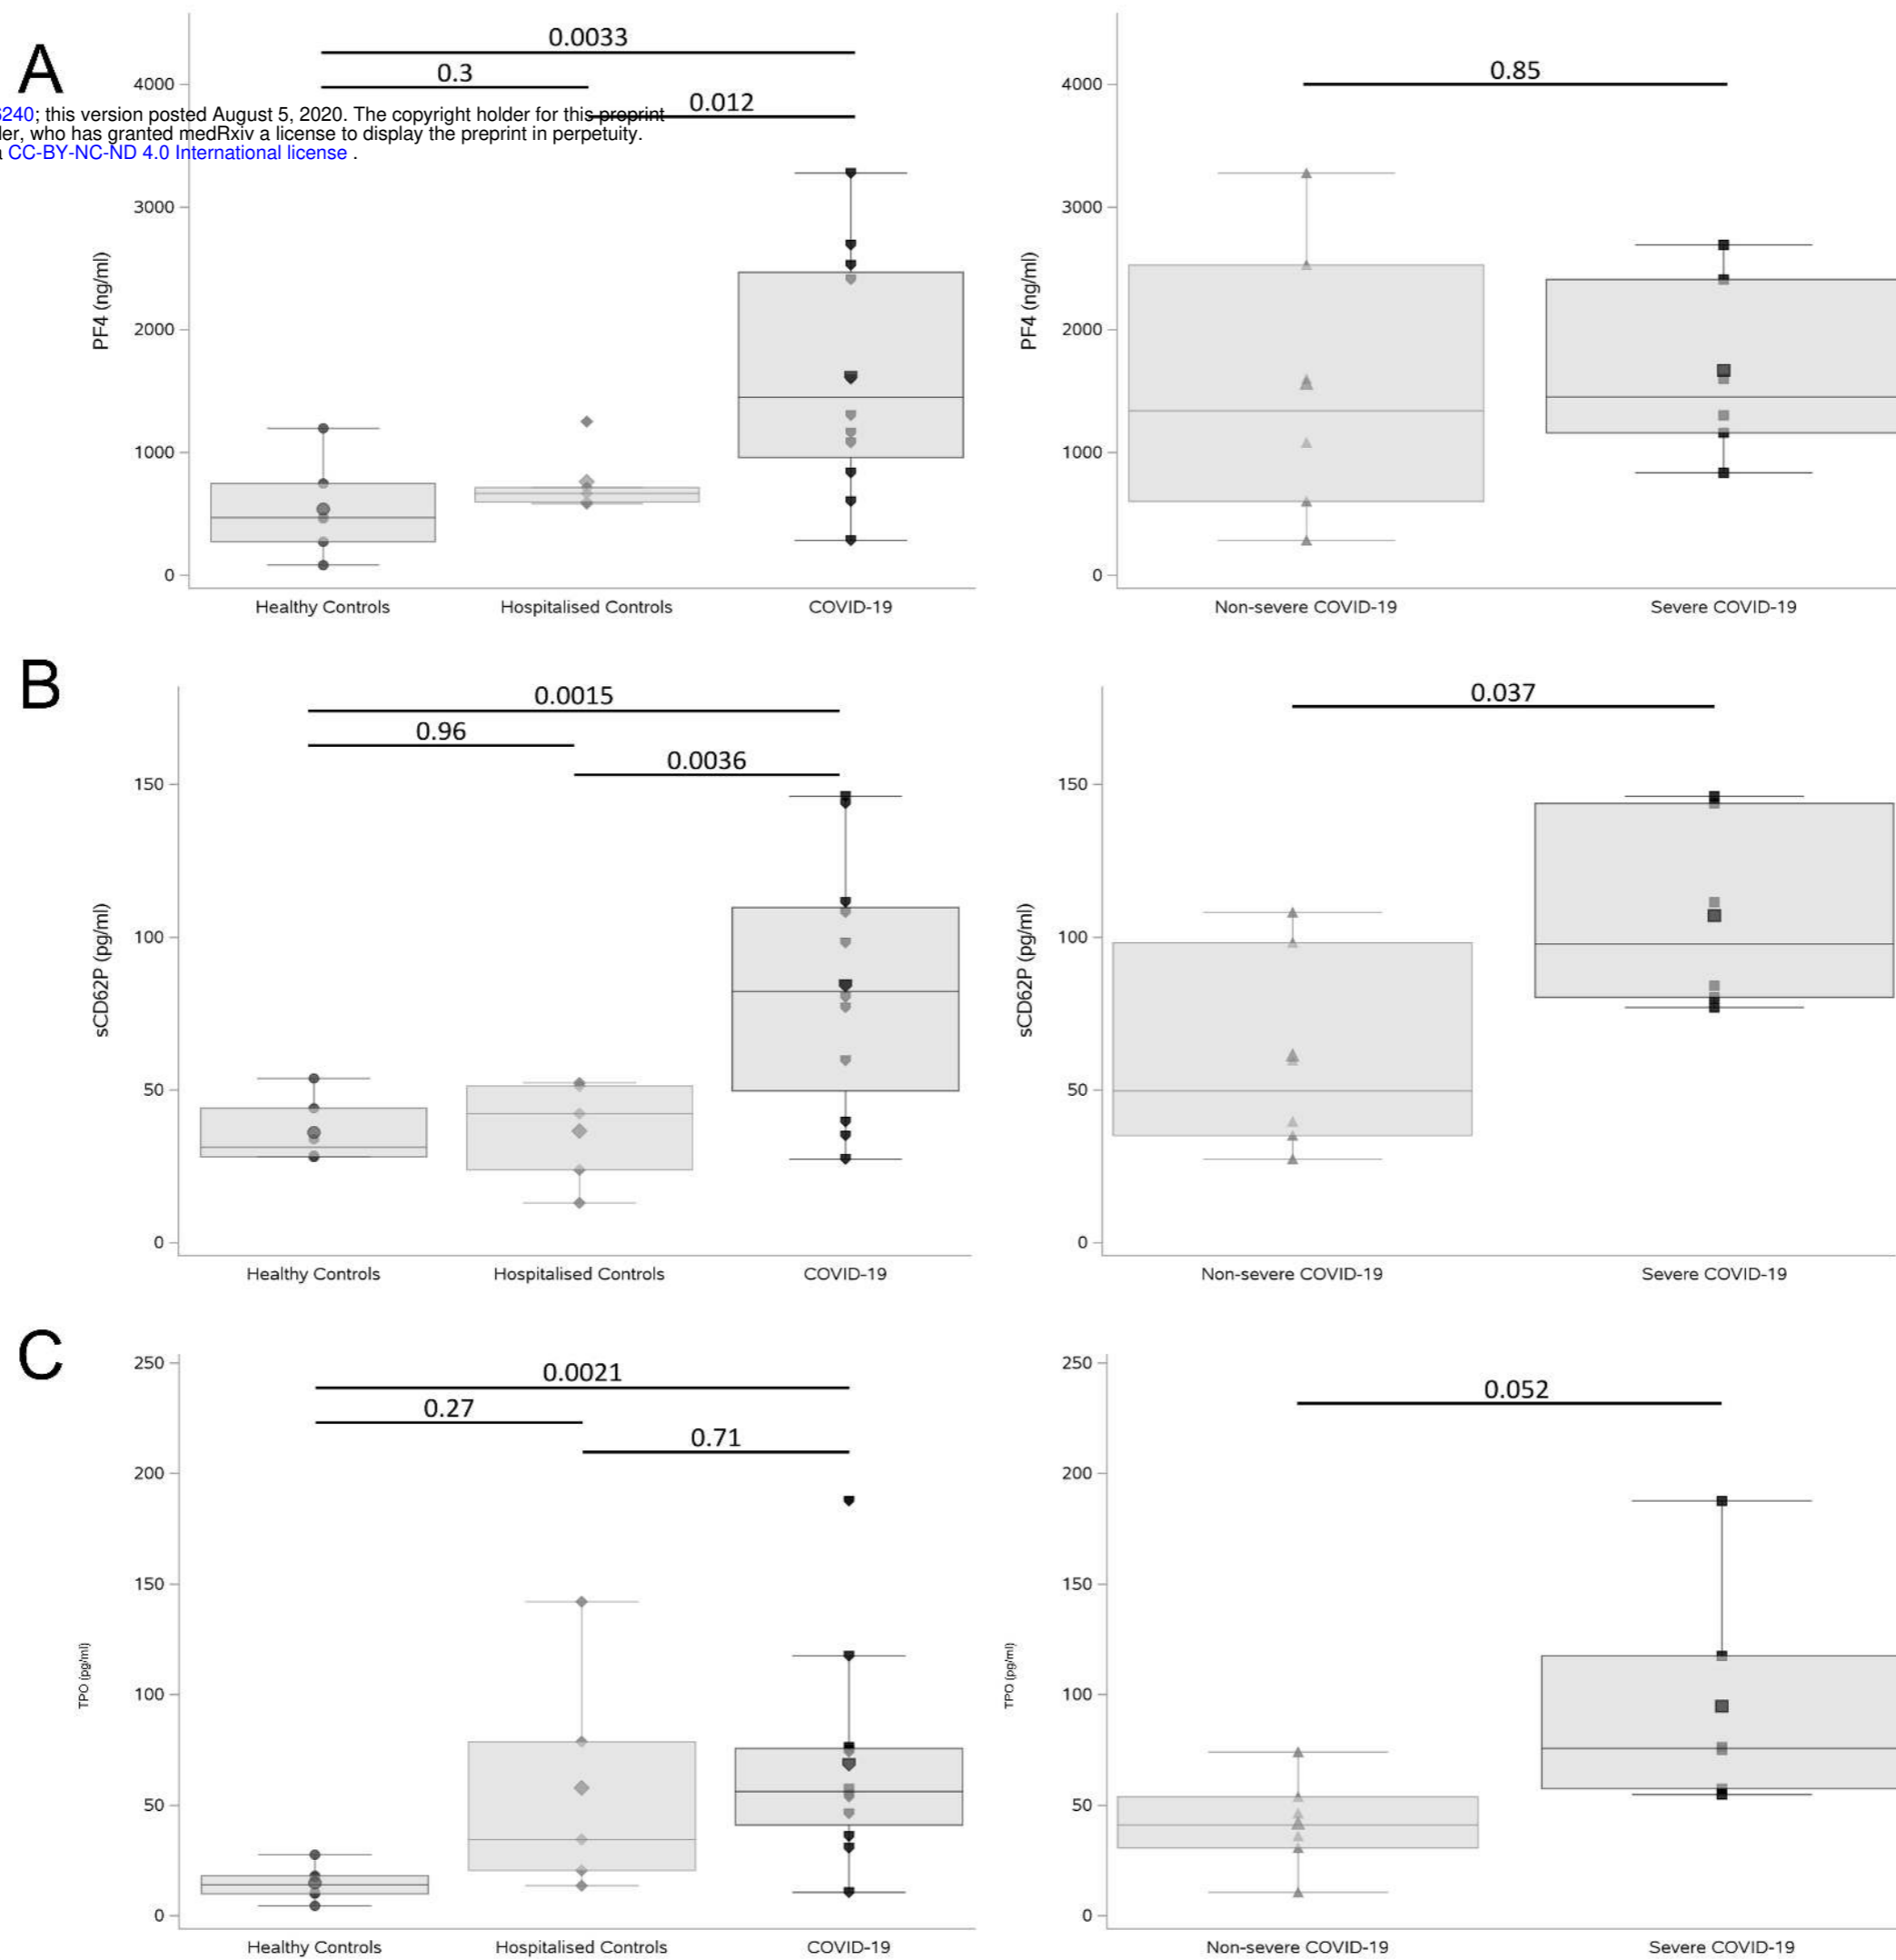 A
0.0033
0.3
0.012
240; this version posted August 5, 2020. The copyright holder for this preprint
er, who has granted medRxiv a license to display the preprint in perpetuity.
CC-BY-NC-ND 4.0 International license .
4000
3000
2000
1000
0
PF4 (ng/ml)
Healthy Controls
Hospitalised Controls
COVID-19
0.85
4000
3000
2000
1000
0
PF4 (ng/ml)
Non-severe COVID-19
Severe COVID-19
B
0.0015
0.96
0.0036
150
100
50
0
sCD62P (pg/ml)
Healthy Controls
Hospitalised Controls
COVID-19
0.037
150
100
50
0
sCD62P (pg/ml)
Non-severe COVID-19
Severe COVID-19
C
0.0021
0.27
0.71
250
200
150
100
50
0
TPO (pg/ml)
Healthy Controls
Hospitalised Controls
COVID-19
0.052
250
200
150
100
50
0
TPO (pg/ml)
Non-severe COVID-19
Severe COVID-19